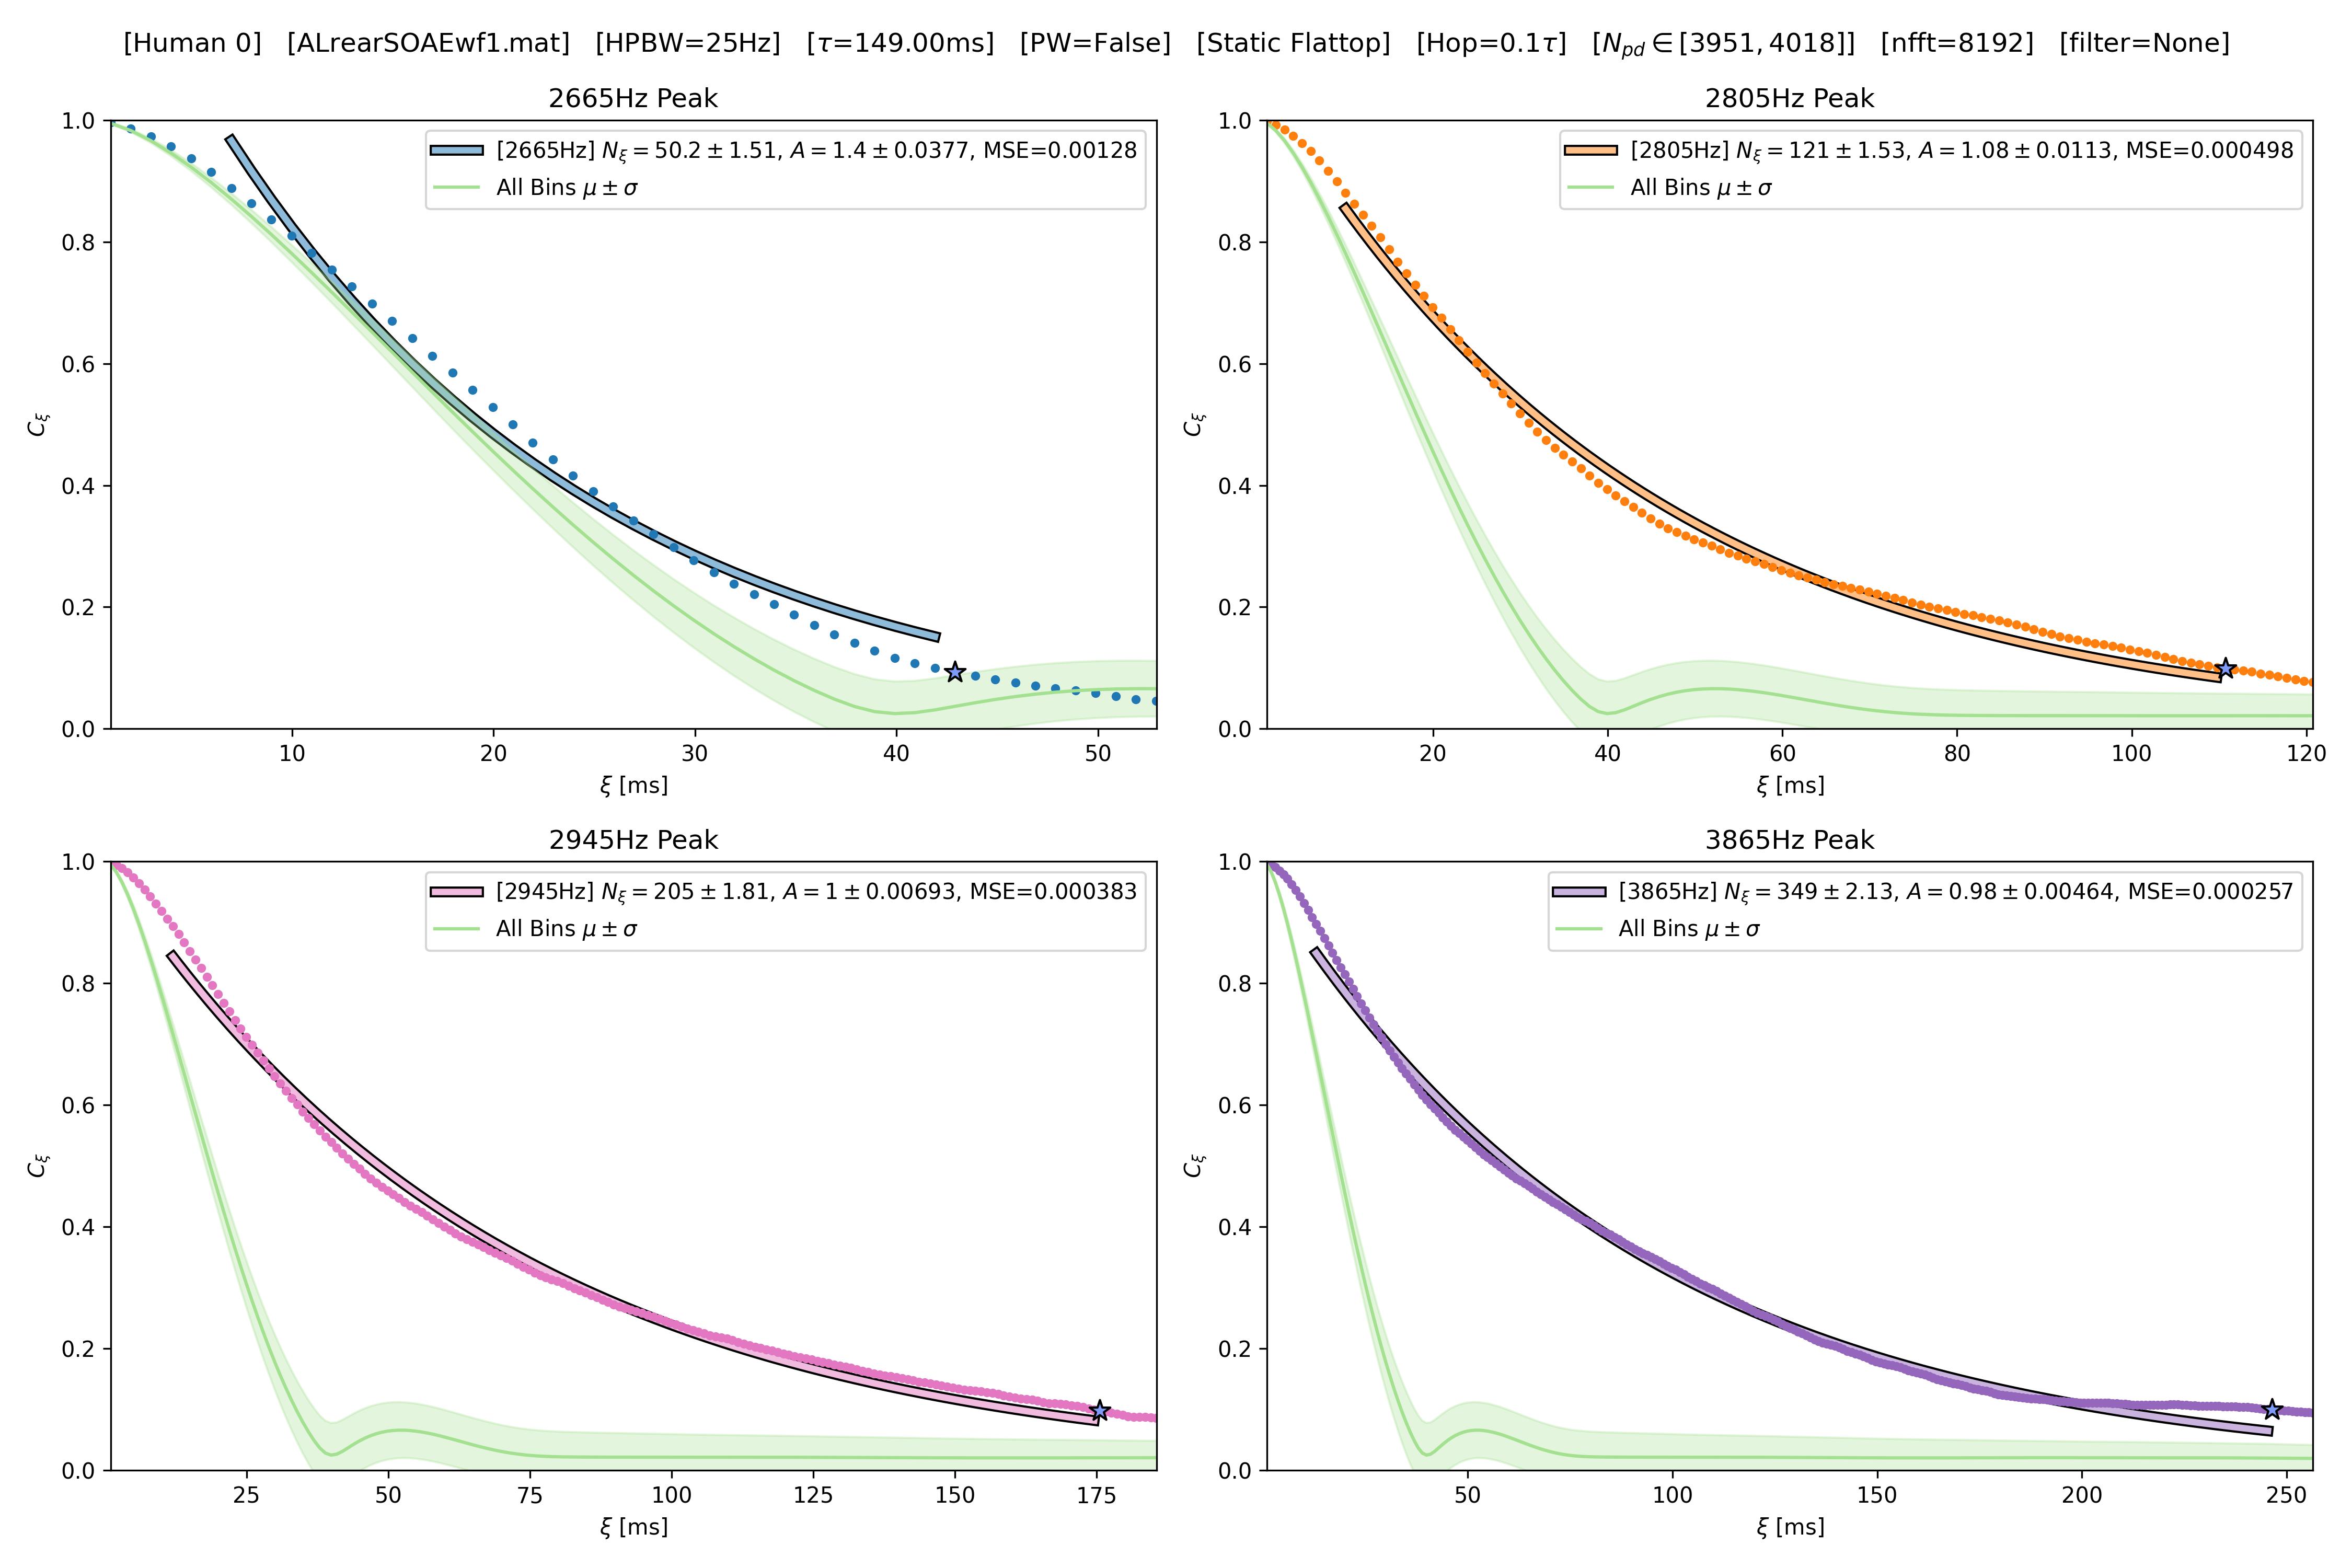 [Human 0] [ALrearSOAEwf1.mat] [HPBW=25Hz] [τ=149.00ms] [PW=False] [Static Flattop] [Hop=0.1τ] [N_pd ∈ [3951, 4018]] [nfft=8192] [filter=None]
2665Hz Peak
[2665Hz] N_ξ = 50.2 ± 1.51, A = 1.4 ± 0.0377, MSE=0.00128
All Bins μ ± σ
1.0
0.8
0.6
0.4
0.2
0.0
C_ξ
10 20 30 40 50
ξ [ms]
2805Hz Peak
[2805Hz] N_ξ = 121 ± 1.53, A = 1.08 ± 0.0113, MSE=0.000498
All Bins μ ± σ
1.0
0.8
0.6
0.4
0.2
0.0
C_ξ
20 40 60 80 100 120
ξ [ms]
2945Hz Peak
[2945Hz] N_ξ = 205 ± 1.81, A = 1 ± 0.00693, MSE=0.000383
All Bins μ ± σ
1.0
0.8
0.6
0.4
0.2
0.0
C_ξ
25 50 75 100 125 150 175
ξ [ms]
3865Hz Peak
[3865Hz] N_ξ = 349 ± 2.13, A = 0.98 ± 0.00464, MSE=0.000257
All Bins μ ± σ
1.0
0.8
0.6
0.4
0.2
0.0
C_ξ
50 100 150 200 250
ξ [ms]